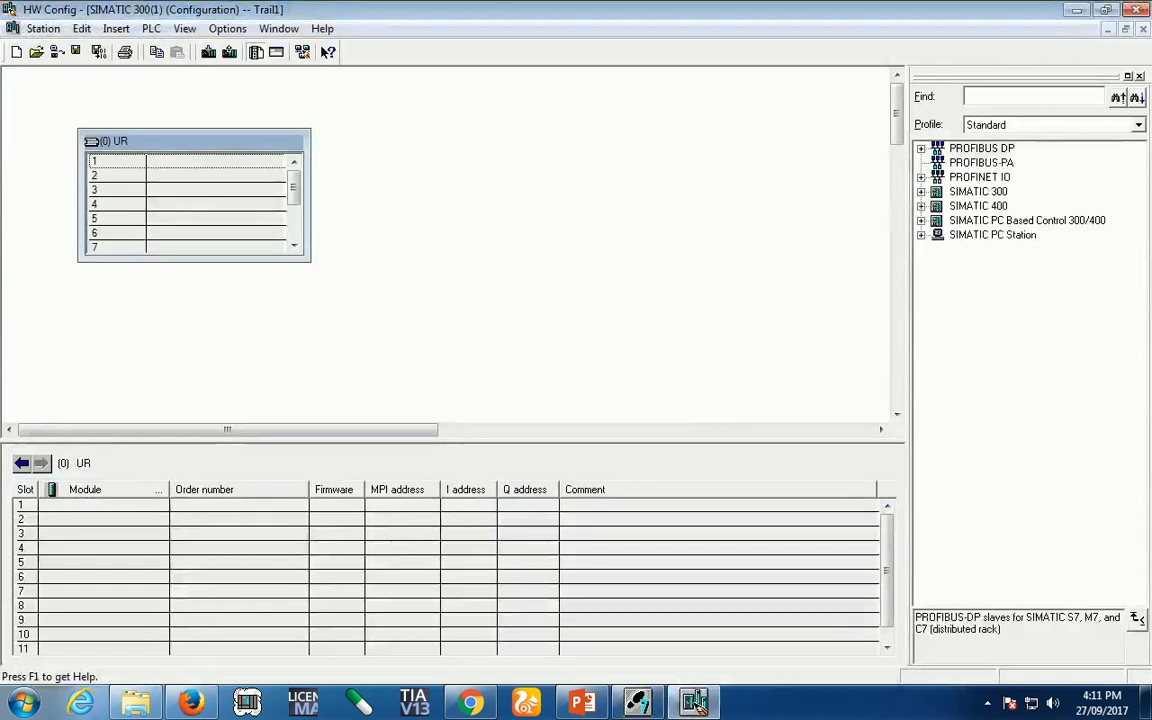 HW Config - [SIMATIC 300(1) (Configuration) -- Trail1]
Station Edit Insert PLC View Options Window Help
(0) UR
1
2
3
4
5
6
7
Find:
Profile: Standard
PROFIBUS DP
PROFIBUS-PA
PROFINET IO
SIMATIC 300
SIMATIC 400
SIMATIC PC Based Control 300/400
SIMATIC PC Station
(0) UR
Slot Module ... Order number Firmware MPI address I address Q address Comment
1
2
3
4
5
6
7
8
9
10
11
PROFIBUS-DP slaves for SIMATIC S7, M7, and
C7 (distributed rack)
Press F1 to get Help.
LICEN
MA
TIA
V13
4:11 PM
27/09/2017